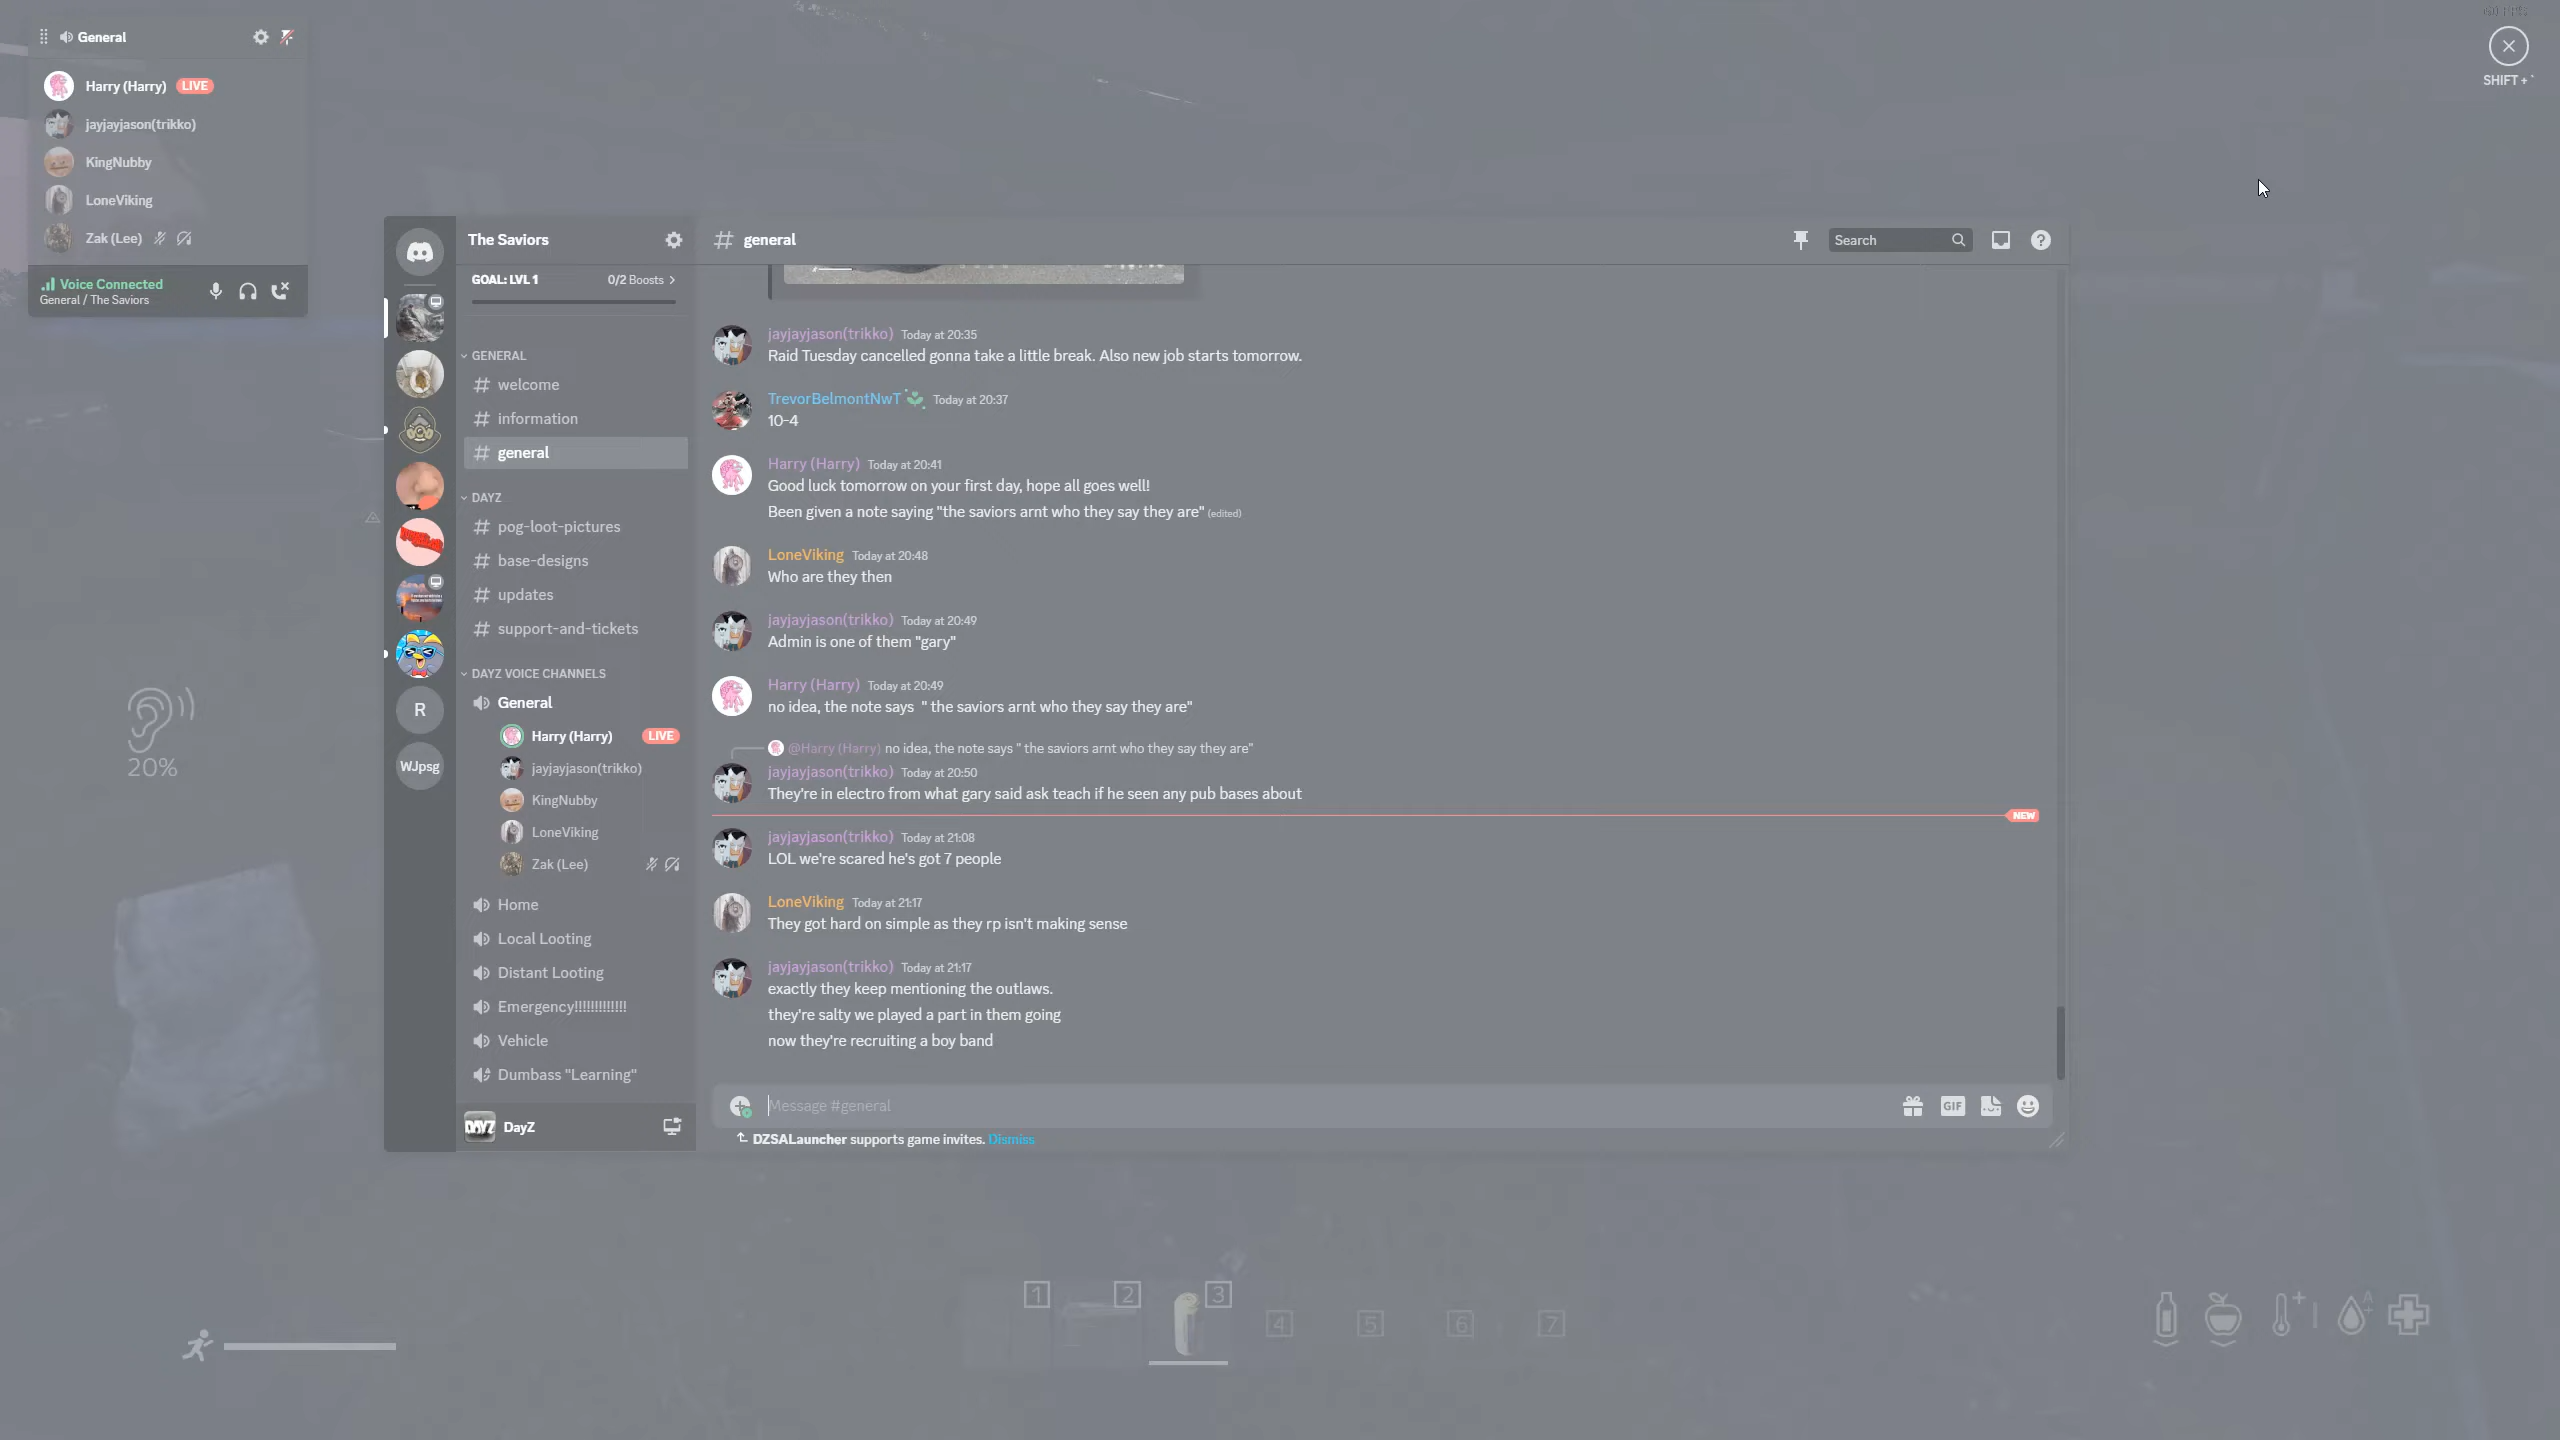 General
Harry (Harry) LIVE
jayjayjason(trikko)
KingNubby
LoneViking
Zak (Lee)
Voice Connected
General / The Saviors
SHIFT + `
The Saviors
GOAL: LVL 1 0/2 Boosts
GENERAL
welcome
information
general
DAYZ
pog-loot-pictures
base-designs
updates
support-and-tickets
DAYZ VOICE CHANNELS
General
Harry (Harry) LIVE
jayjayjason(trikko)
KingNubby
LoneViking
Zak (Lee)
Home
Local Looting
Distant Looting
Emergency!!!!!!!!!!!!!
Vehicle
Dumbass "Learning"
DAYZ DayZ
R
WJpsg
20%
# general
Search
jayjayjason(trikko) Today at 20:35
Raid Tuesday cancelled gonna take a little break. Also new job starts tomorrow.
TrevorBelmontNwT Today at 20:37
10-4
Harry (Harry) Today at 20:41
Good luck tomorrow on your first day, hope all goes well!
Been given a note saying "the saviors arnt who they say they are" (edited)
LoneViking Today at 20:48
Who are they then
jayjayjason(trikko) Today at 20:49
Admin is one of them "gary"
Harry (Harry) Today at 20:49
no idea, the note says " the saviors arnt who they say they are"
@Harry (Harry) no idea, the note says " the saviors arnt who they say they are"
jayjayjason(trikko) Today at 20:50
They're in electro from what gary said ask teach if he seen any pub bases about
NEW
jayjayjason(trikko) Today at 21:08
LOL we're scared he's got 7 people
LoneViking Today at 21:17
They got hard on simple as they rp isn't making sense
jayjayjason(trikko) Today at 21:17
exactly they keep mentioning the outlaws.
they're salty we played a part in them going
now they're recruiting a boy band
Message #general
GIF
DZSALauncher supports game invites. Dismiss
1 2 3 4 5 6 7